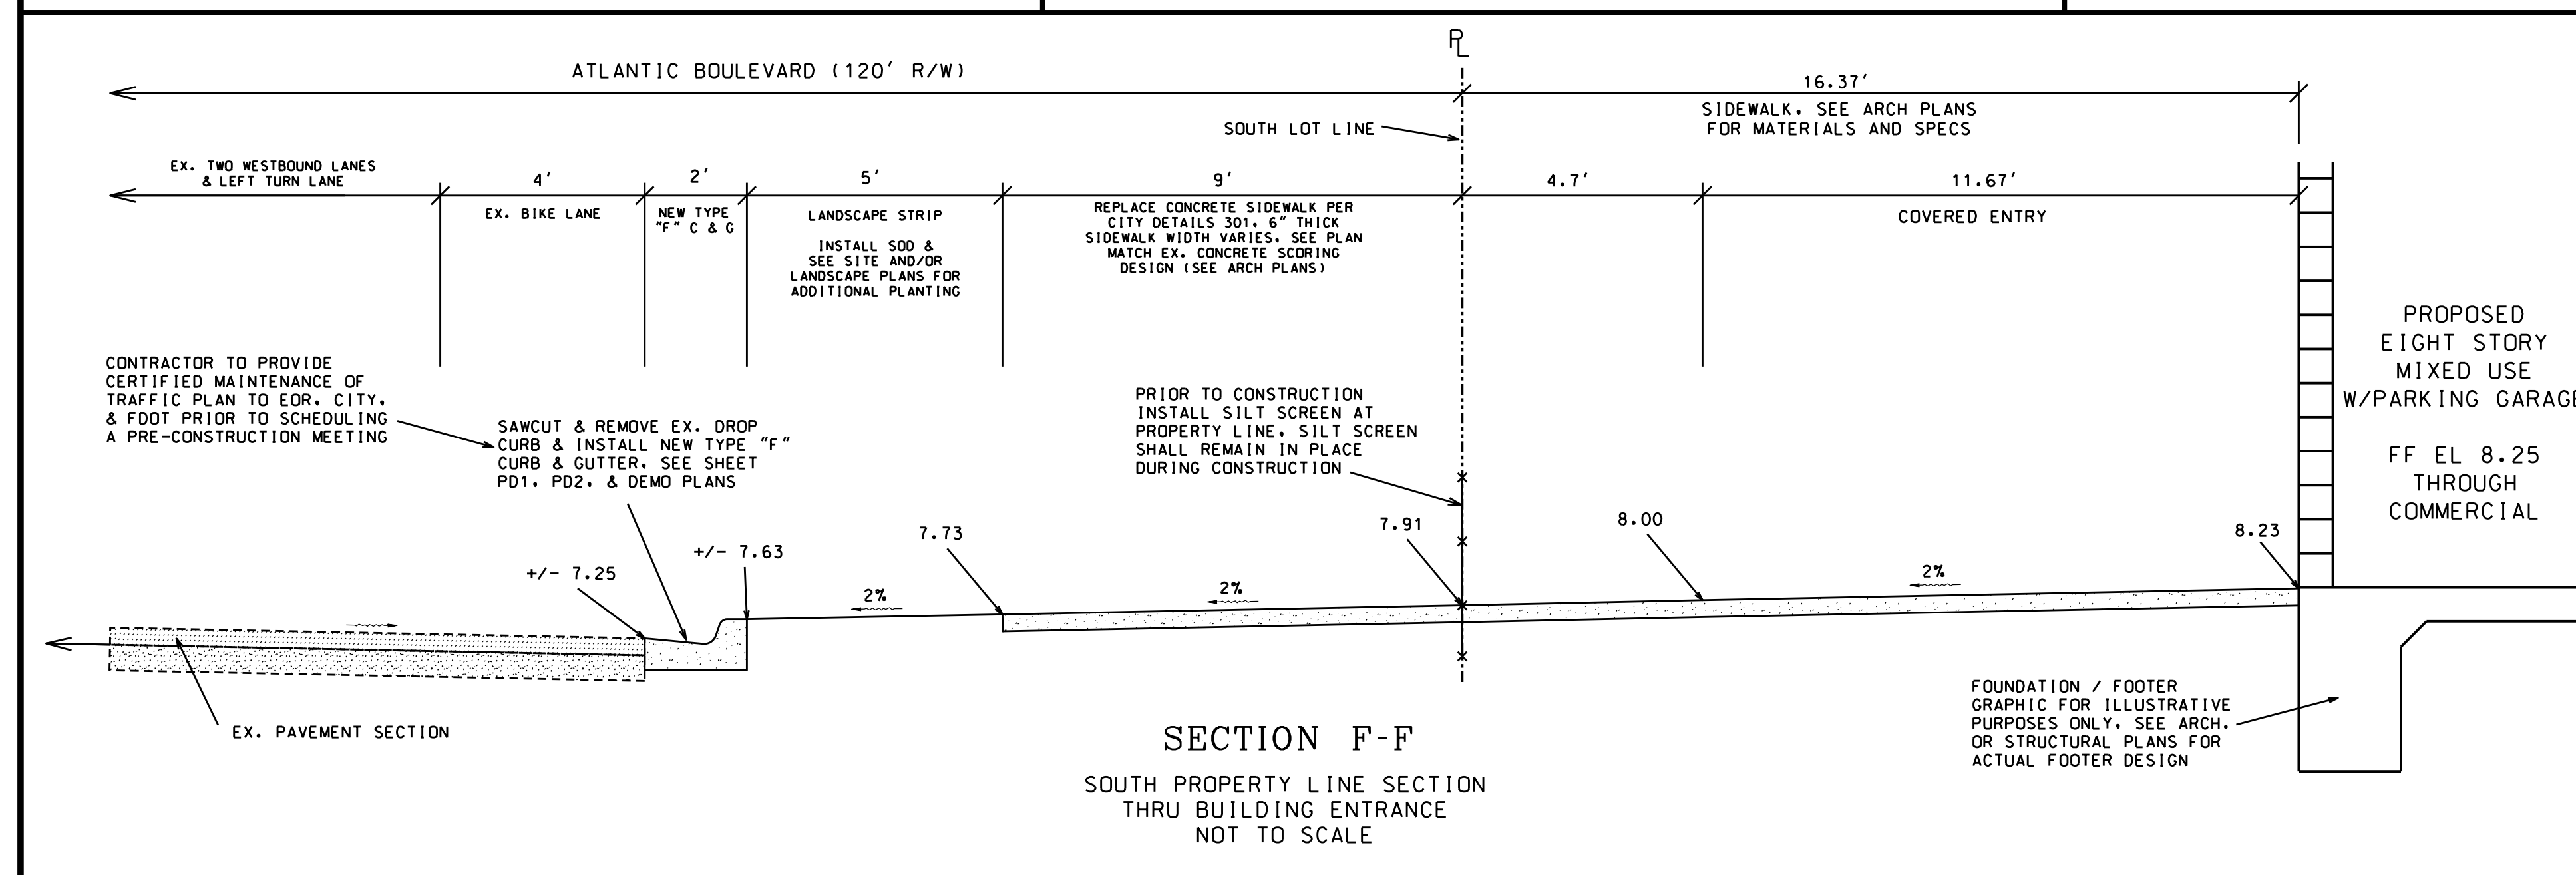 PL
ATLANTIC BOULEVARD (120' R/W)
16.37'
SIDEWALK, SEE ARCH PLANS
FOR MATERIALS AND SPECS
SOUTH LOT LINE
EX. TWO WESTBOUND LANES
& LEFT TURN LANE
4'
EX. BIKE LANE
2'
NEW TYPE
"F" C & G
5'
LANDSCAPE STRIP
INSTALL SOD &
SEE SITE AND/OR
LANDSCAPE PLANS FOR
ADDITIONAL PLANTING
9'
REPLACE CONCRETE SIDEWALK PER
CITY DETAILS 301, 6" THICK
SIDEWALK WIDTH VARIES, SEE PLAN
MATCH EX. CONCRETE SCORING
DESIGN (SEE ARCH PLANS)
4.7'
11.67'
COVERED ENTRY
PROPOSED
EIGHT STORY
MIXED USE
W/PARKING GARAGE
FF EL 8.25
THROUGH
COMMERCIAL
CONTRACTOR TO PROVIDE
CERTIFIED MAINTENANCE OF
TRAFFIC PLAN TO EOR, CITY,
& FDOT PRIOR TO SCHEDULING
A PRE-CONSTRUCTION MEETING
SAWCUT & REMOVE EX. DROP
CURB & INSTALL NEW TYPE "F"
CURB & GUTTER, SEE SHEET
PD1, PD2, & DEMO PLANS
PRIOR TO CONSTRUCTION
INSTALL SILT SCREEN AT
PROPERTY LINE, SILT SCREEN
SHALL REMAIN IN PLACE
DURING CONSTRUCTION
+/- 7.25
+/- 7.63
7.73
7.91
8.00
8.23
2%
2%
2%
EX. PAVEMENT SECTION
FOUNDATION / FOOTER
GRAPHIC FOR ILLUSTRATIVE
PURPOSES ONLY, SEE ARCH.
OR STRUCTURAL PLANS FOR
ACTUAL FOOTER DESIGN
SECTION F-F
SOUTH PROPERTY LINE SECTION
THRU BUILDING ENTRANCE
NOT TO SCALE